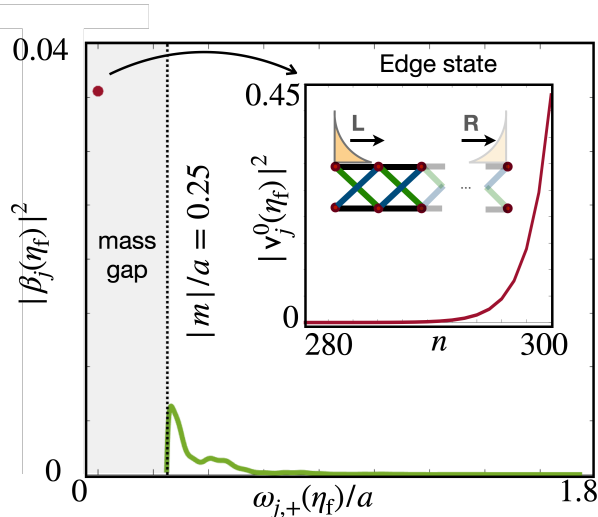 0.04
Edge state
0.45
L
R
...
|v_j^0(η_f)|^2
|β_j(η_f)|^2
mass
gap
|m|/a = 0.25
0
280
n
300
0
0
1.8
ω_{j,+}(η_f)/a